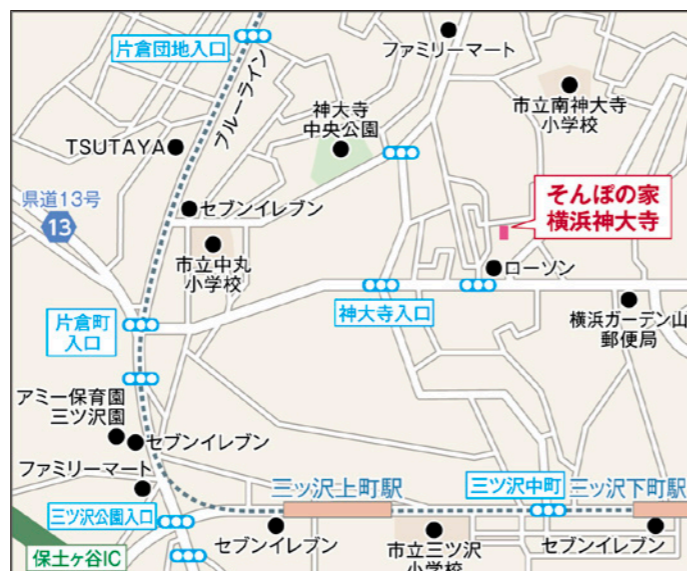 片倉団地入口
ブルーライン
ファミリーマート
市立南神大寺
小学校
神大寺
中央公園
TSUTAYA
県道13号
13
セブンイレブン
そんぽの家
横浜神大寺
市立中丸
小学校
ローソン
片倉町
入口
神大寺入口
横浜ガーデン山
郵便局
アミー保育園
三ツ沢園
セブンイレブン
ファミリーマート
三ツ沢上町駅
三ツ沢中町
三ツ沢下町駅
三ツ沢公園入口
セブンイレブン
市立三ツ沢
小学校
セブンイレブン
保土ヶ谷IC